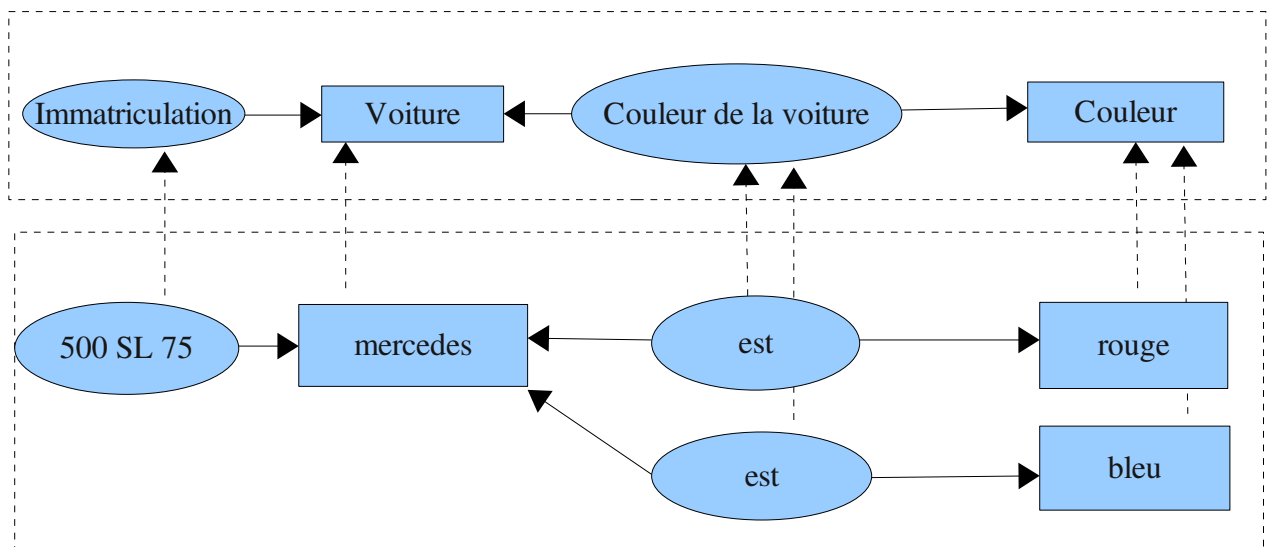 Immatriculation
Voiture
Couleur de la voiture
Couleur
500 SL 75
mercedes
est
rouge
est
bleu